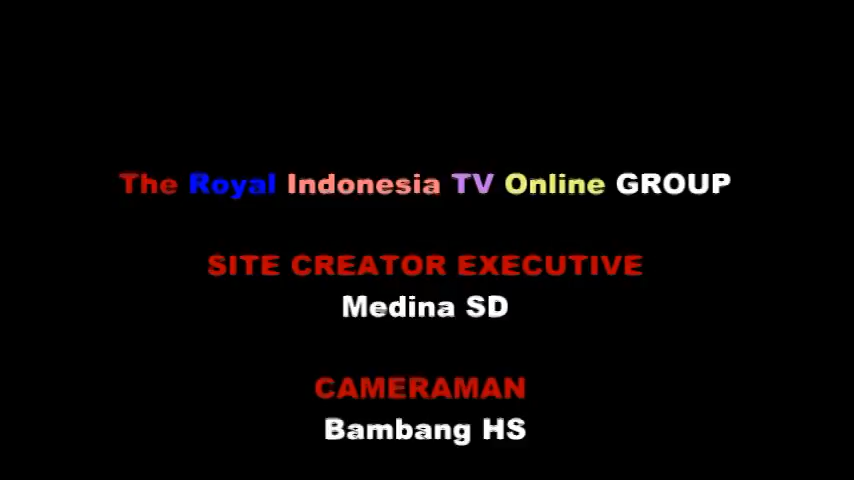 The Royal Indonesia TV Online GROUP
SITE CREATOR EXECUTIVE
Medina SD
CAMERAMAN
Bambang HS